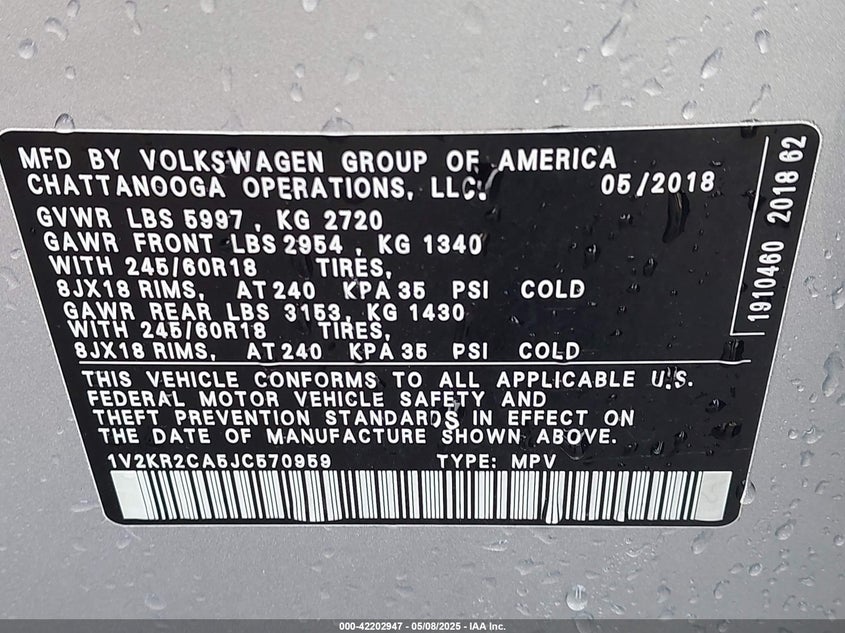 MFD BY VOLKSWAGEN GROUP OF AMERICA
CHATTANOOGA OPERATIONS, LLC. 05/2018
GVWR LBS 5997 , KG 2720
GAWR FRONT LBS 2954 , KG 1340
WITH 245/60R18 TIRES,
8JX18 RIMS, AT 240 KPA 35 PSI COLD
GAWR REAR LBS 3153, KG 1430
WITH 245/60R18 TIRES,
8JX18 RIMS, AT 240 KPA 35 PSI COLD
THIS VEHICLE CONFORMS TO ALL APPLICABLE U.S.
FEDERAL MOTOR VEHICLE SAFETY AND
THEFT PREVENTION STANDARDS IN EFFECT ON
THE DATE OF MANUFACTURE SHOWN ABOVE.
1V2KR2CA5JC570959 TYPE: MPV
1910460 2018 62
000-42202947 - 05/08/2025 - IAA Inc.